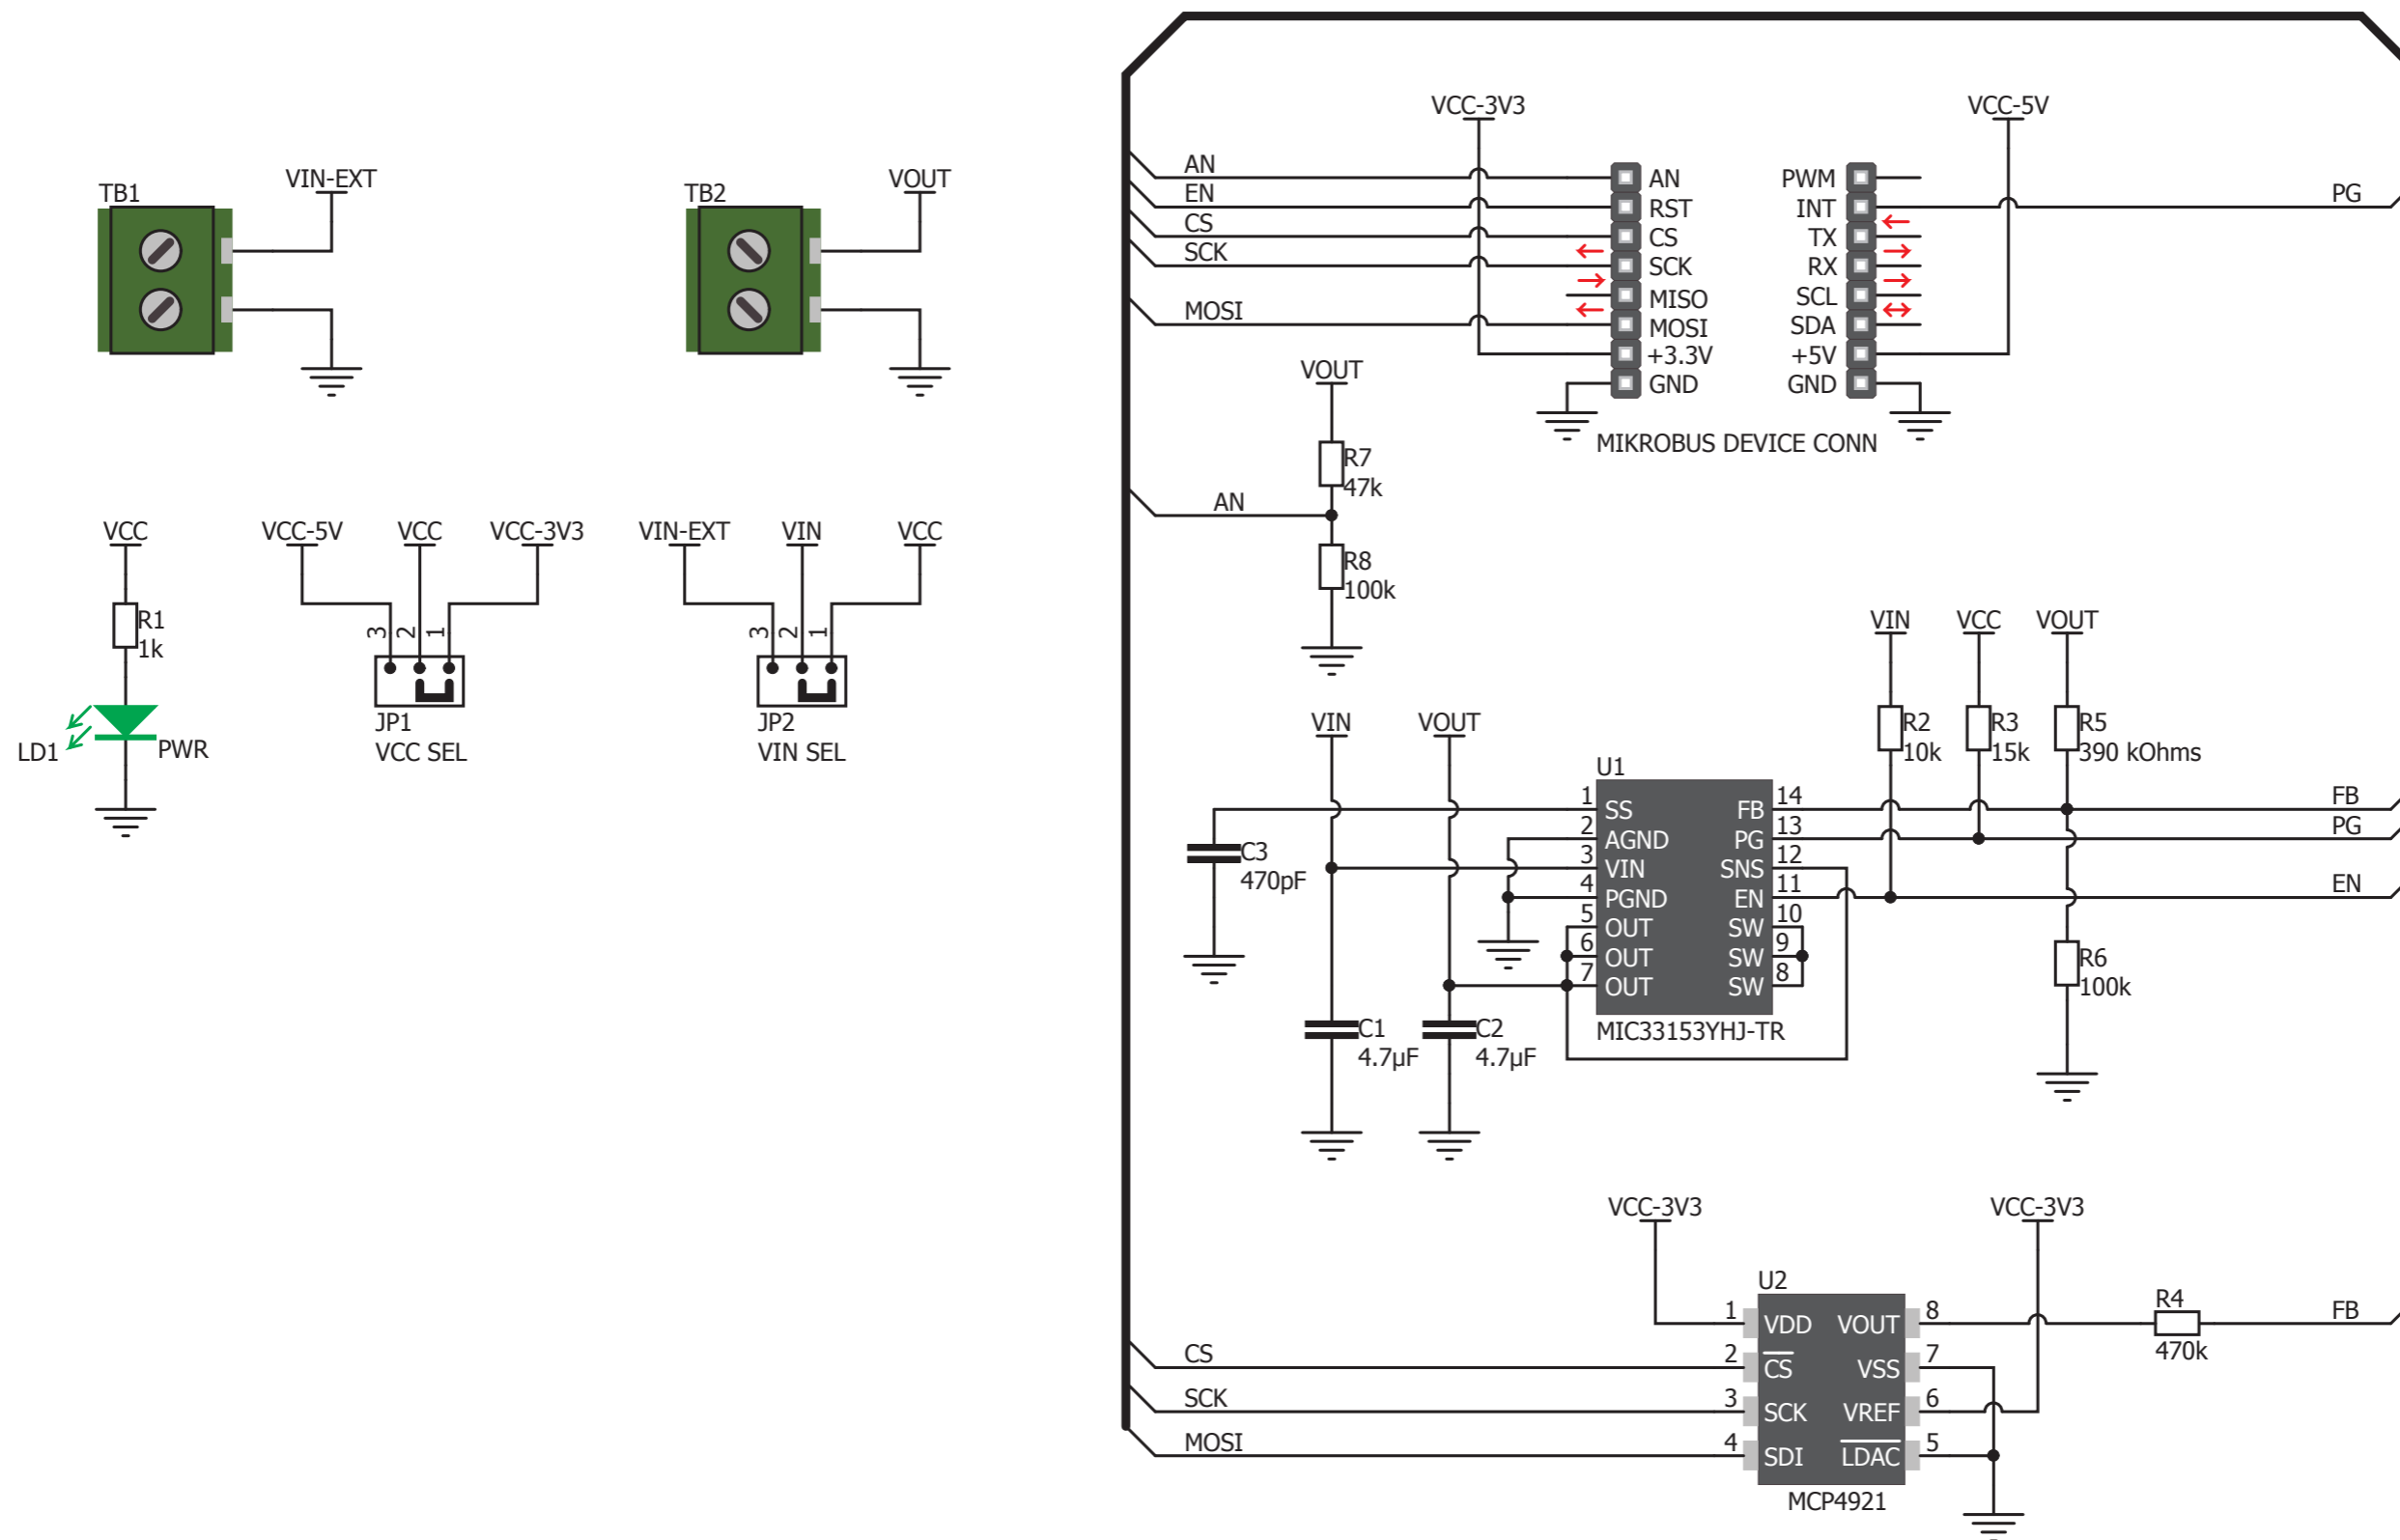 TB1
VIN-EXT
TB2
VOUT
VCC
R1
1k
LD1
PWR
VCC-5V
VCC
VCC-3V3
3
2
1
JP1
VCC SEL
VIN-EXT
VIN
VCC
3
2
1
JP2
VIN SEL
VCC-3V3
VCC-5V
AN
EN
CS
SCK
MOSI
AN
RST
CS
SCK
MISO
MOSI
+3.3V
GND
PWM
INT
TX
RX
SCL
SDA
+5V
GND
PG
MIKROBUS DEVICE CONN
VOUT
R7
47k
AN
R8
100k
VIN
VCC
VOUT
R2
10k
R3
15k
R5
390 kOhms
VIN
VOUT
C3
470pF
C1
4.7µF
C2
4.7µF
U1
1 SS
2 AGND
3 VIN
4 PGND
5 OUT
6 OUT
7 OUT
FB 14
PG 13
SNS 12
EN 11
SW 10
SW 9
SW 8
MIC33153YHJ-TR
FB
PG
EN
R6
100k
VCC-3V3
VCC-3V3
U2
1 VDD
2 CS
3 SCK
4 SDI
VOUT 8
VSS 7
VREF 6
LDAC 5
MCP4921
CS
SCK
MOSI
R4
470k
FB